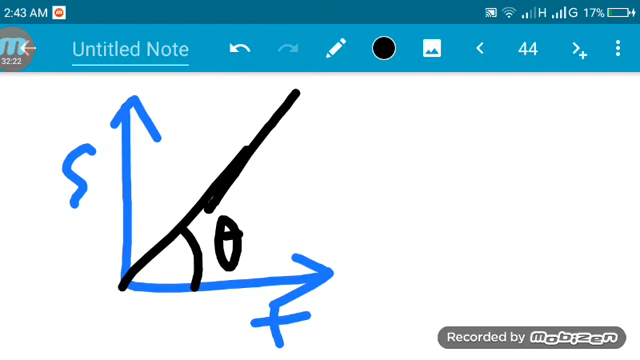 2:43 AM H G 17%
Untitled Note 44
32:22
S
θ
t
Recorded by mobizen